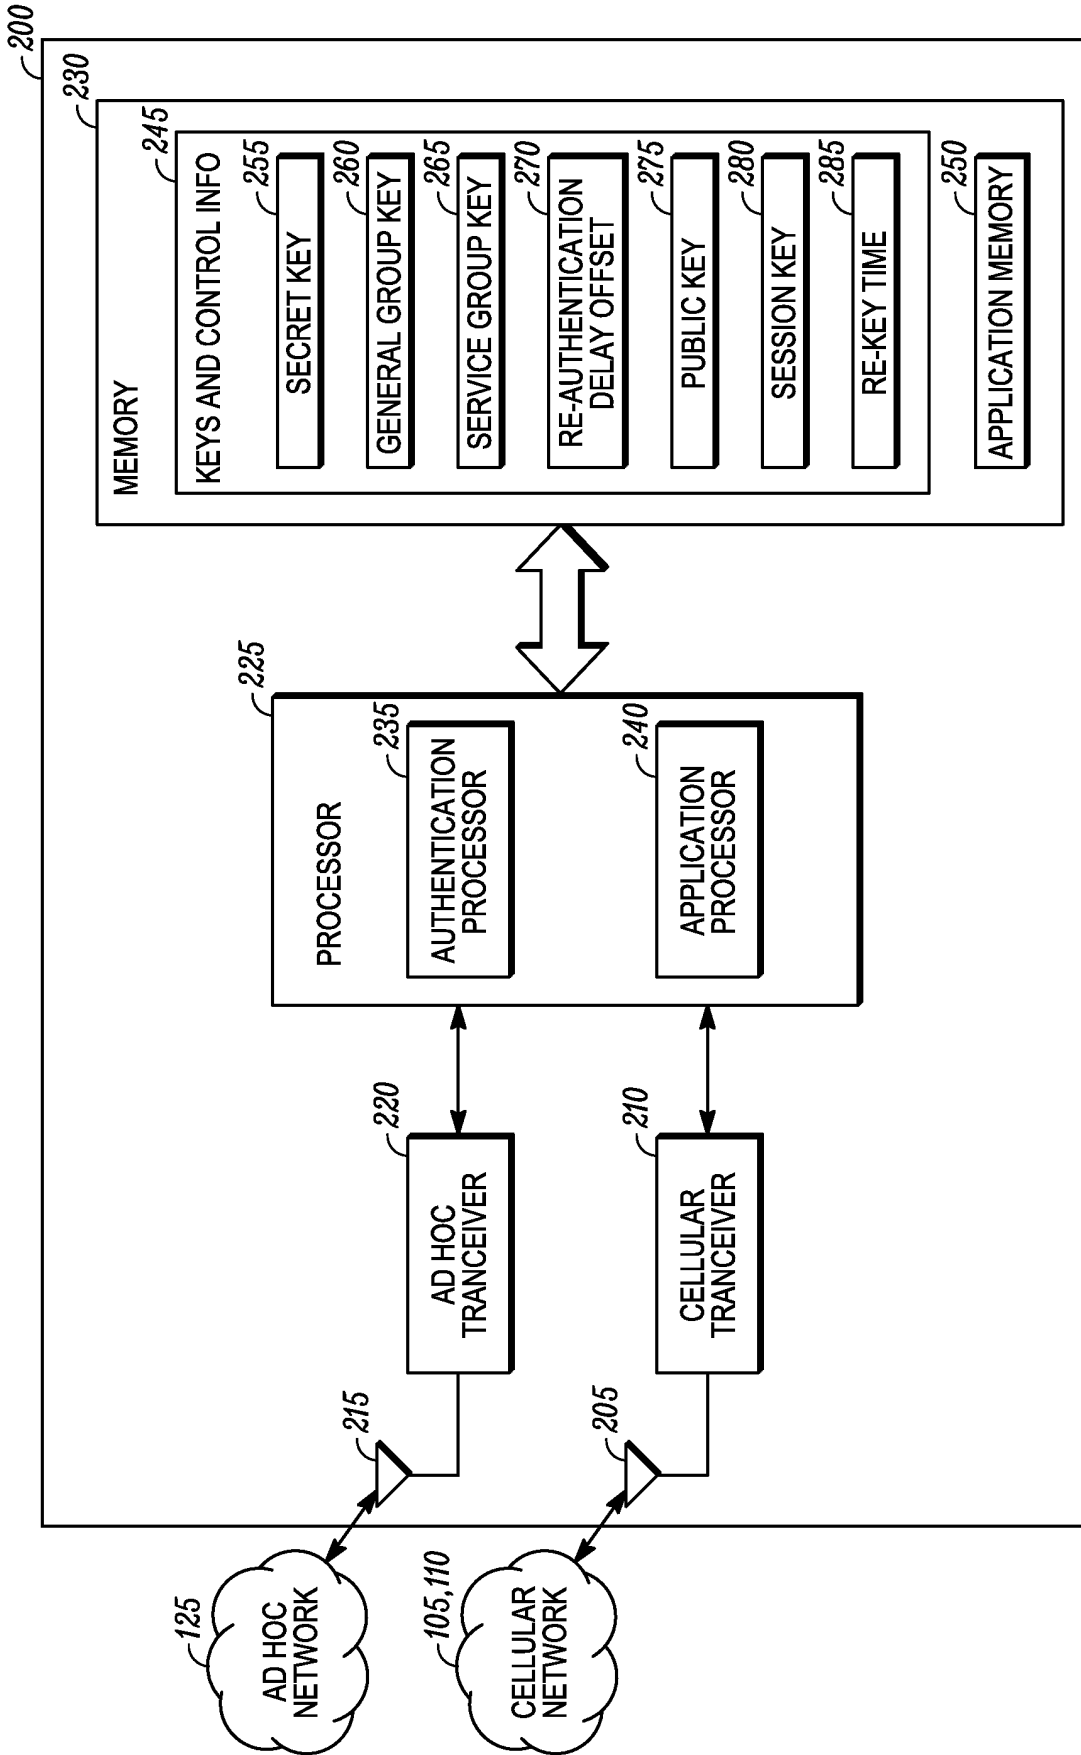 200
230
MEMORY
245
KEYS AND CONTROL INFO
255
SECRET KEY
260
GENERAL GROUP KEY
265
SERVICE GROUP KEY
270
RE-AUTHENTICATION
DELAY OFFSET
275
PUBLIC KEY
280
SESSION KEY
285
RE-KEY TIME
250
APPLICATION MEMORY
225
PROCESSOR
235
AUTHENTICATION
PROCESSOR
240
APPLICATION
PROCESSOR
220
AD HOC
TRANCEIVER
210
CELLULAR
TRANCEIVER
215
205
125
AD HOC
NETWORK
105,110
CELLULAR
NETWORK